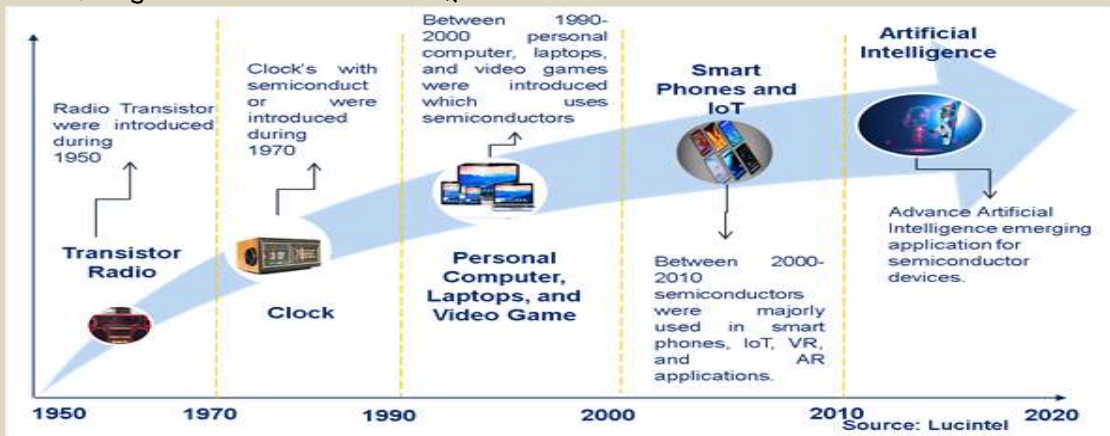 Radio Transistor
were introduced
during
1950
Transistor
Radio
Clock's with
semiconduct
or were
introduced
during
1970
Clock
Between 1990-
2000 personal
computer, laptops,
and video games
were introduced
which uses
semiconductors
Personal
Computer,
Laptops, and
Video Game
Smart
Phones and
IoT
Between 2000-
2010
semiconductors
were majorly
used in smart
phones, IoT, VR,
and AR
applications.
Artificial
Intelligence
Advance Artificial
Intelligence emerging
application for
semiconductor
devices.
1950 1970 1990 2000 2010 2020
Source: Lucintel